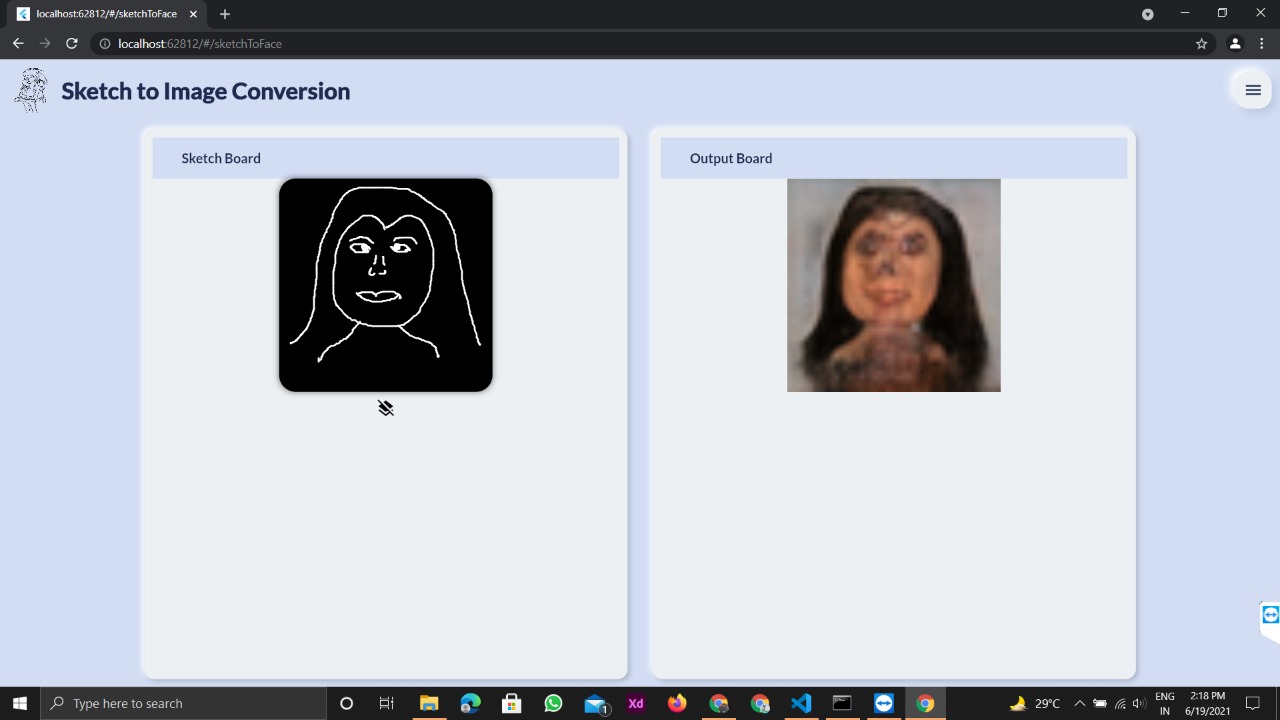 localhost:62812/#/sketchToFace
localhost:62812/#/sketchToFace
Sketch to Image Conversion
Sketch Board
Output Board
Type here to search
1
Xd
29°C
ENG
IN
2:18 PM
6/19/2021